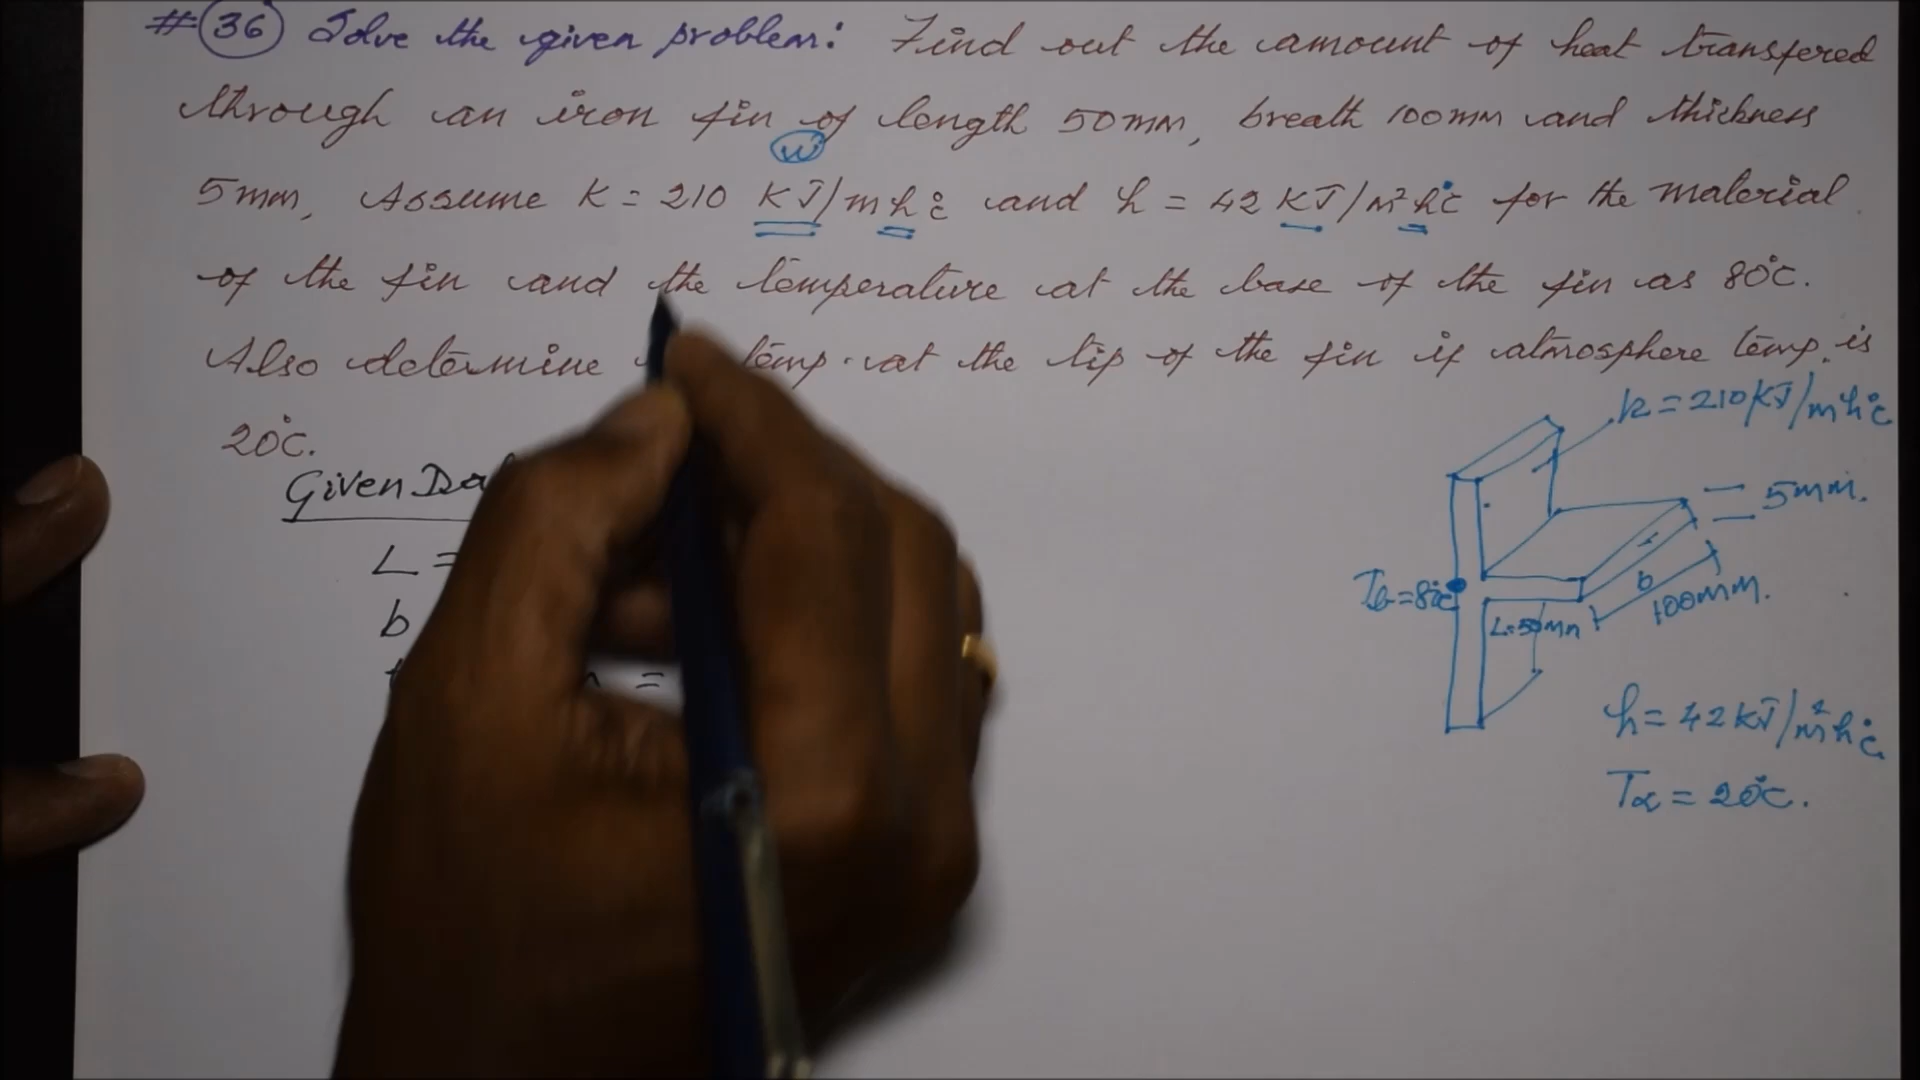 #36 Solve the given problem: Find out the amount of heat transfered
through an iron fin of length 50mm, breath 100mm and thickness
w
5mm, Assume K = 210 KJ/mh°c and h = 42 KJ/m²h°c for the material
of the fin and the temperature at the base of the fin as 80°c.
Also determine temp. at the tip of the fin if atmosphere temp. is
20°c.
k = 210 KJ/m h°c
Given
5mm.
L =
b
Tb = 80°c
b
100mm.
L=50mm
=
h = 42 KJ/m²h°c
T∝ = 20°c.